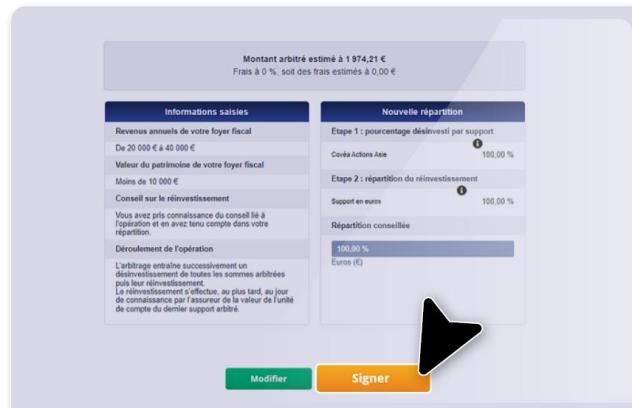 Montant arbitré estimé à 1 974,21 €
Frais à 0 %, soit des frais estimés à 0,00 €
Informations saisies
Revenus annuels de votre foyer fiscal
De 20 000 € à 40 000 €
Valeur du patrimoine de votre foyer fiscal
Moins de 10 000 €
Conseil sur le réinvestissement
Vous avez pris connaissance du conseil lié à
l'opération et en avez tenu compte dans votre
répartition.
Déroulement de l'opération
L'arbitrage entraîne successivement un
désinvestissement de toutes les sommes arbitrées
puis leur réinvestissement.
Le réinvestissement s'effectue, au plus tard, au jour
de connaissance par l'assureur de la valeur de l'unité
de compte du dernier support arbitré.
Nouvelle répartition
Etape 1 : pourcentage désinvesti par support
Covéa Actions Asie 100,00 %
Etape 2 : répartition du réinvestissement
Support en euros 100,00 %
Répartition conseillée
100,00 %
Euros (€)
Modifier
Signer